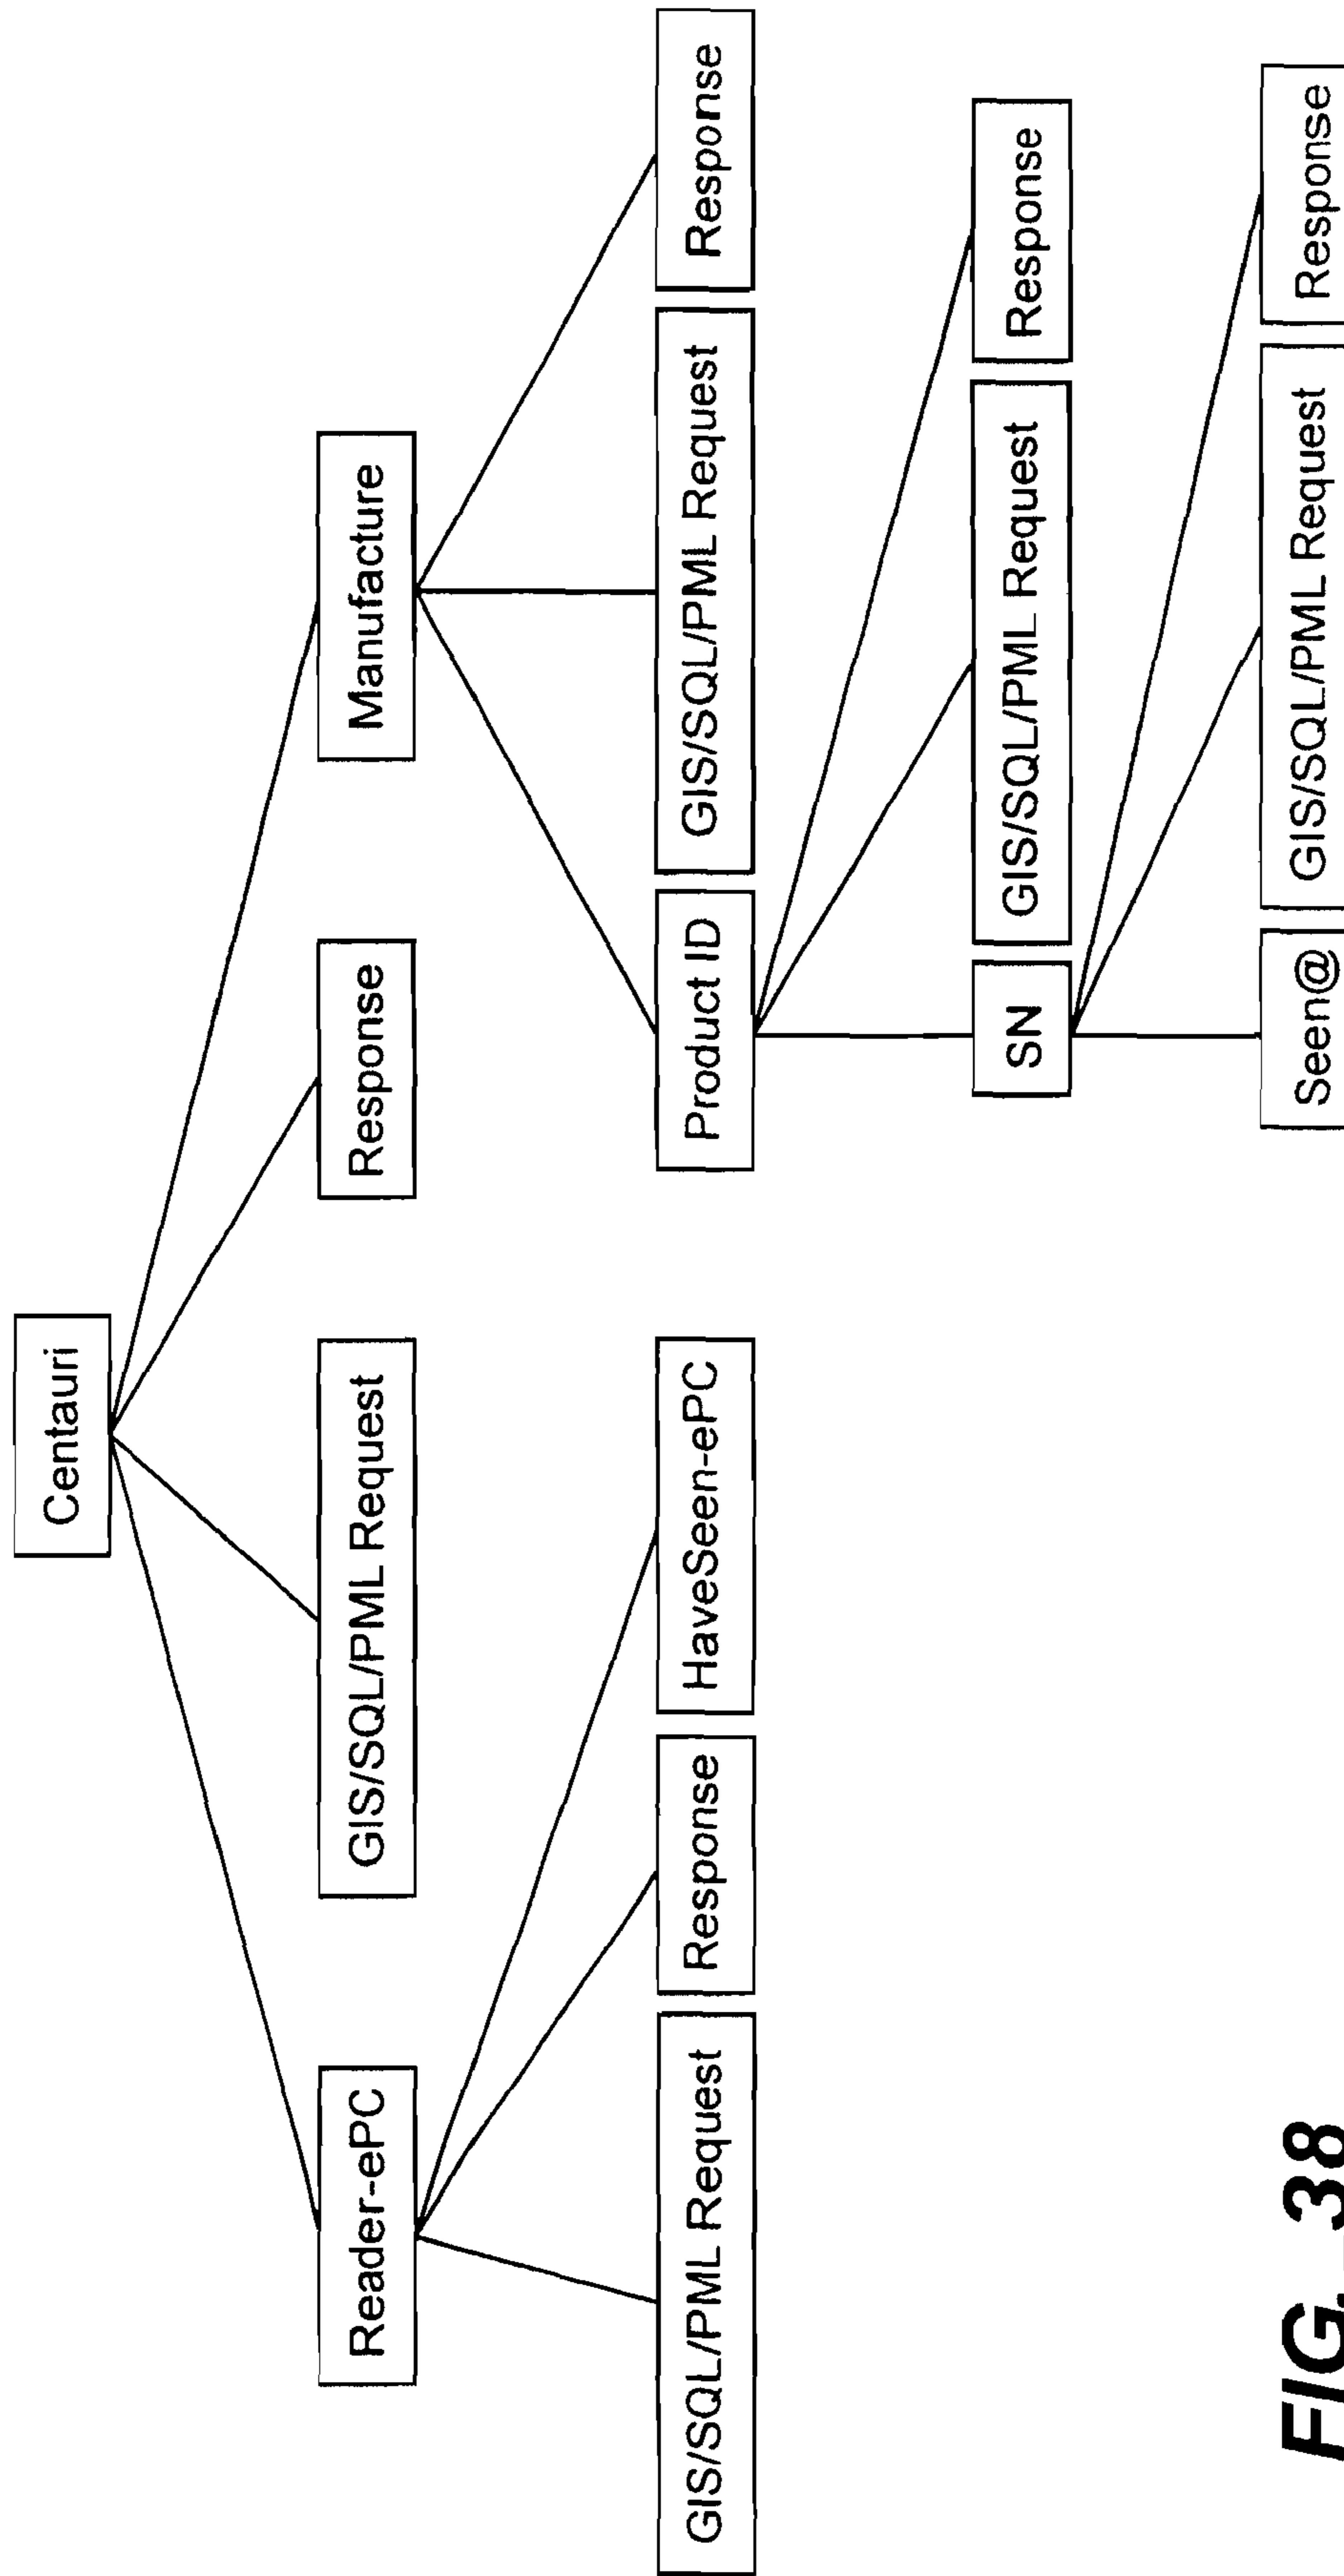 Centauri
Reader-ePC
GIS/SQL/PML Request
Response
Manufacture
GIS/SQL/PML Request
Response
HaveSeen-ePC
Product ID
GIS/SQL/PML Request
Response
SN
GIS/SQL/PML Request
Response
Seen@
GIS/SQL/PML Request
Response
FIG._38